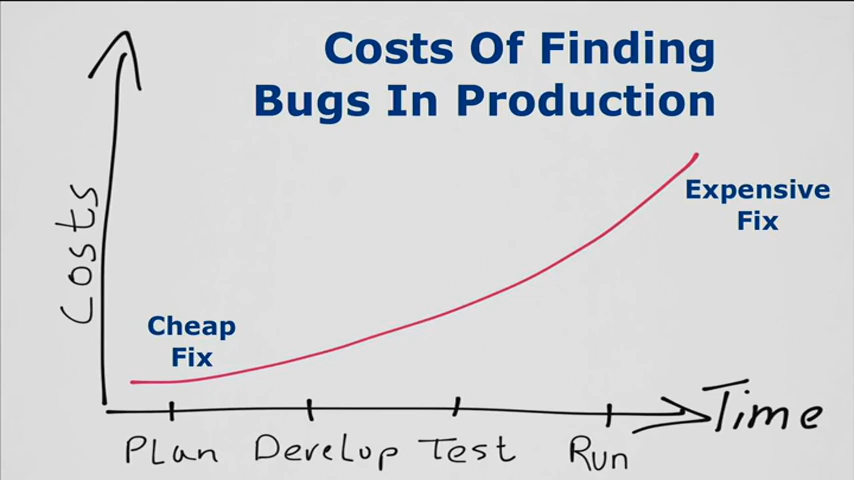 Costs Of Finding
Bugs In Production
Costs
Expensive
Fix
Cheap
Fix
Time
Plan Develop Test Run